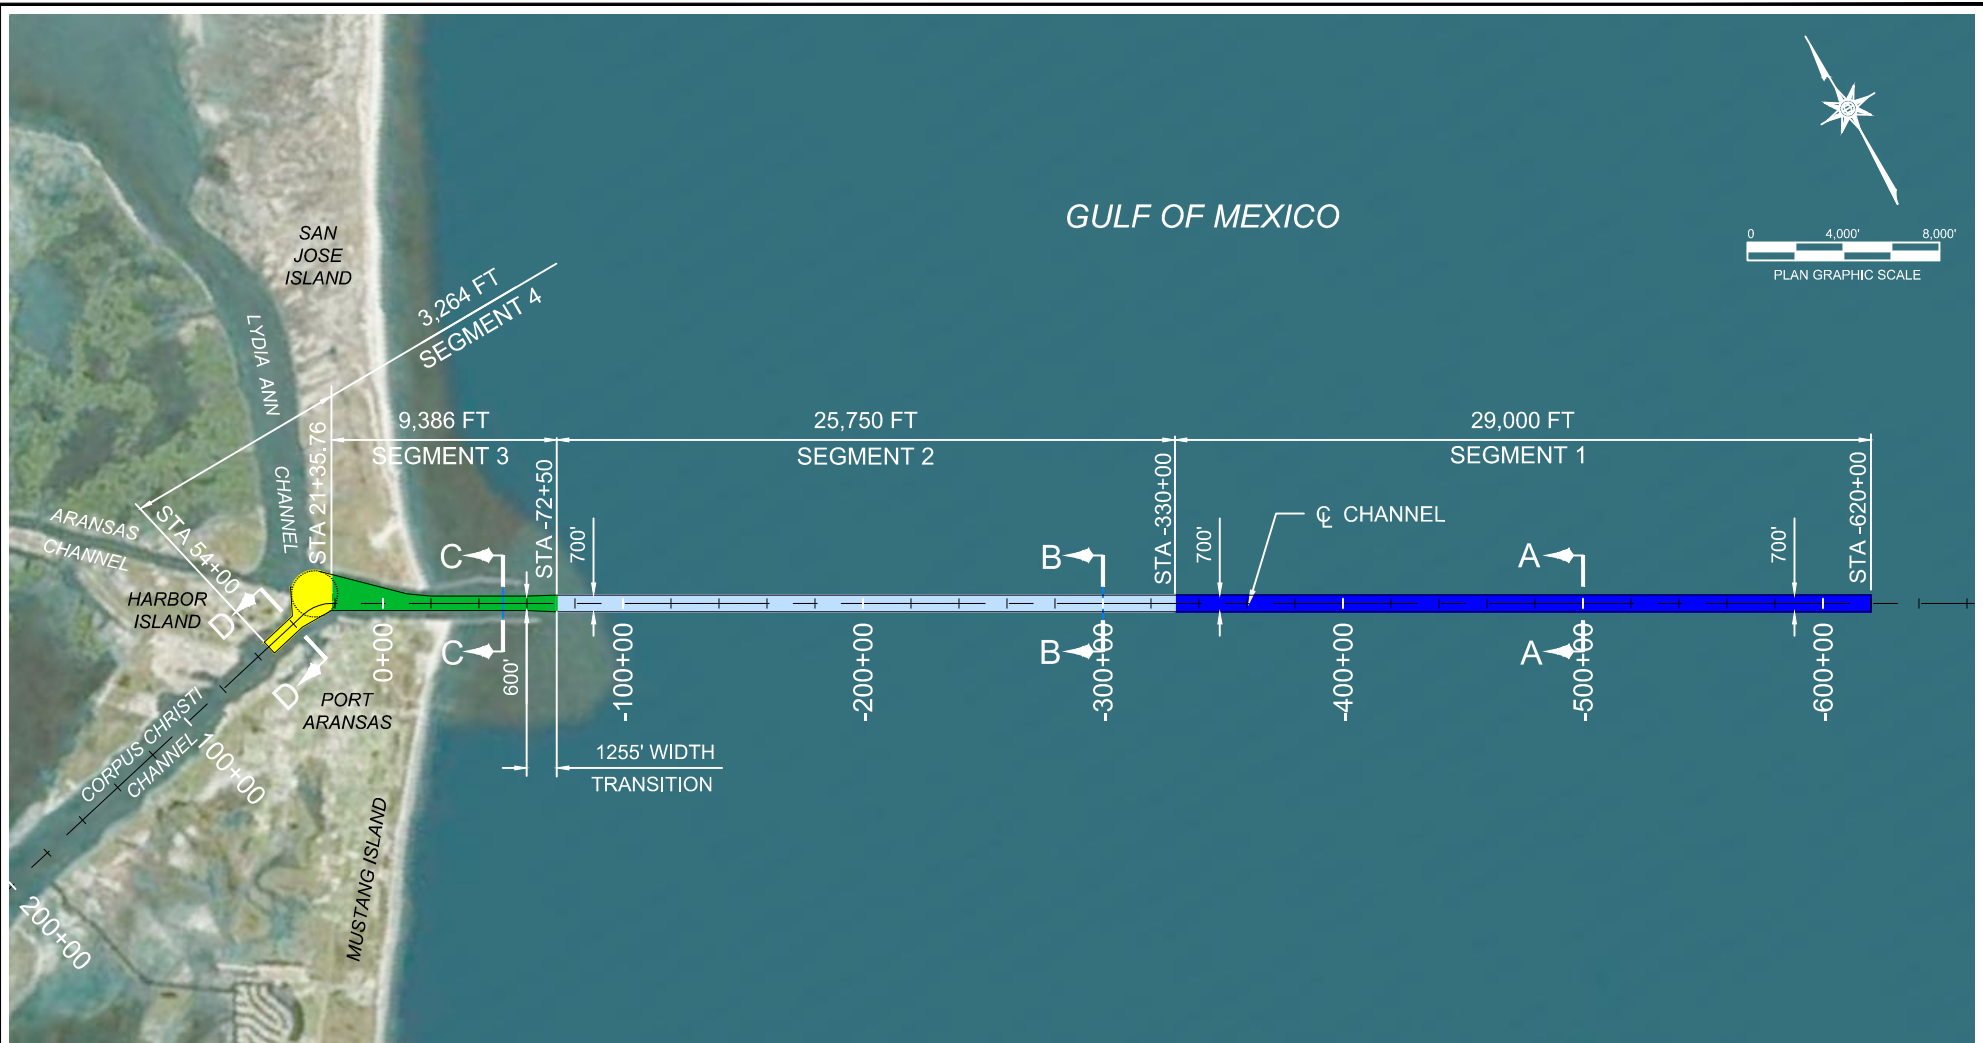 GULF OF MEXICO
0 4,000' 8,000'
PLAN GRAPHIC SCALE
SAN
JOSE
ISLAND
3,264 FT
SEGMENT 4
LYDIA ANN
CHANNEL
9,386 FT
SEGMENT 3
25,750 FT
SEGMENT 2
29,000 FT
SEGMENT 1
STA 21+35.76
STA -72+50
STA -330+00
STA -620+00
STA 54+00
ARANSAS
CHANNEL
HARBOR
ISLAND
700'
700'
700'
℄ CHANNEL
C
B
A
D
C
B
A
D
600'
0+00
-100+00
-200+00
-300+00
-400+00
-500+00
-600+00
PORT
ARANSAS
CORPUS CHRISTI
CHANNEL
100+00
1255' WIDTH
TRANSITION
MUSTANG ISLAND
200+00